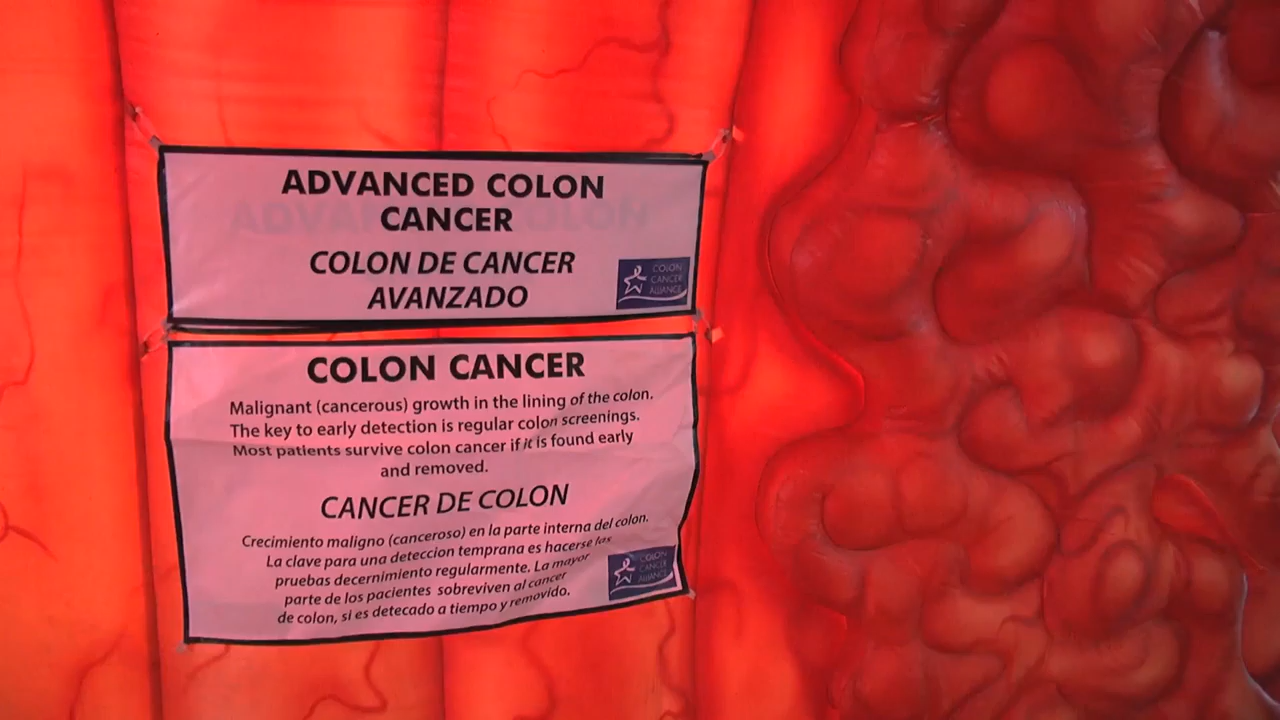 ADVANCED COLON
CANCER
COLON DE CANCER
AVANZADO
COLON
CANCER
ALLIANCE
COLON CANCER
Malignant (cancerous) growth in the lining of the colon.
The key to early detection is regular colon screenings.
Most patients survive colon cancer if it is found early
and removed.
CANCER DE COLON
Crecimiento maligno (canceroso) en la parte interna del colon.
La clave para una deteccion temprana es hacerse las
pruebas decernimiento regularmente. La mayor
parte de los pacientes sobreviven al cancer
de colon, si es detecado a tiempo y removido.
COLON
CANCER
ALLIANCE